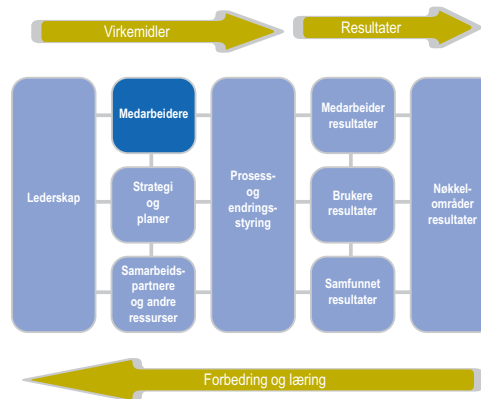 Virkemidler
Resultater
Lederskap
Medarbeidere
Strategi
og
planer
Samarbeids-
partnere
og andre
ressurser
Prosess-
og
endrings-
styring
Medarbeider
resultater
Brukere
resultater
Samfunnet
resultater
Nøkkel-
områder
resultater
Forbedring og læring